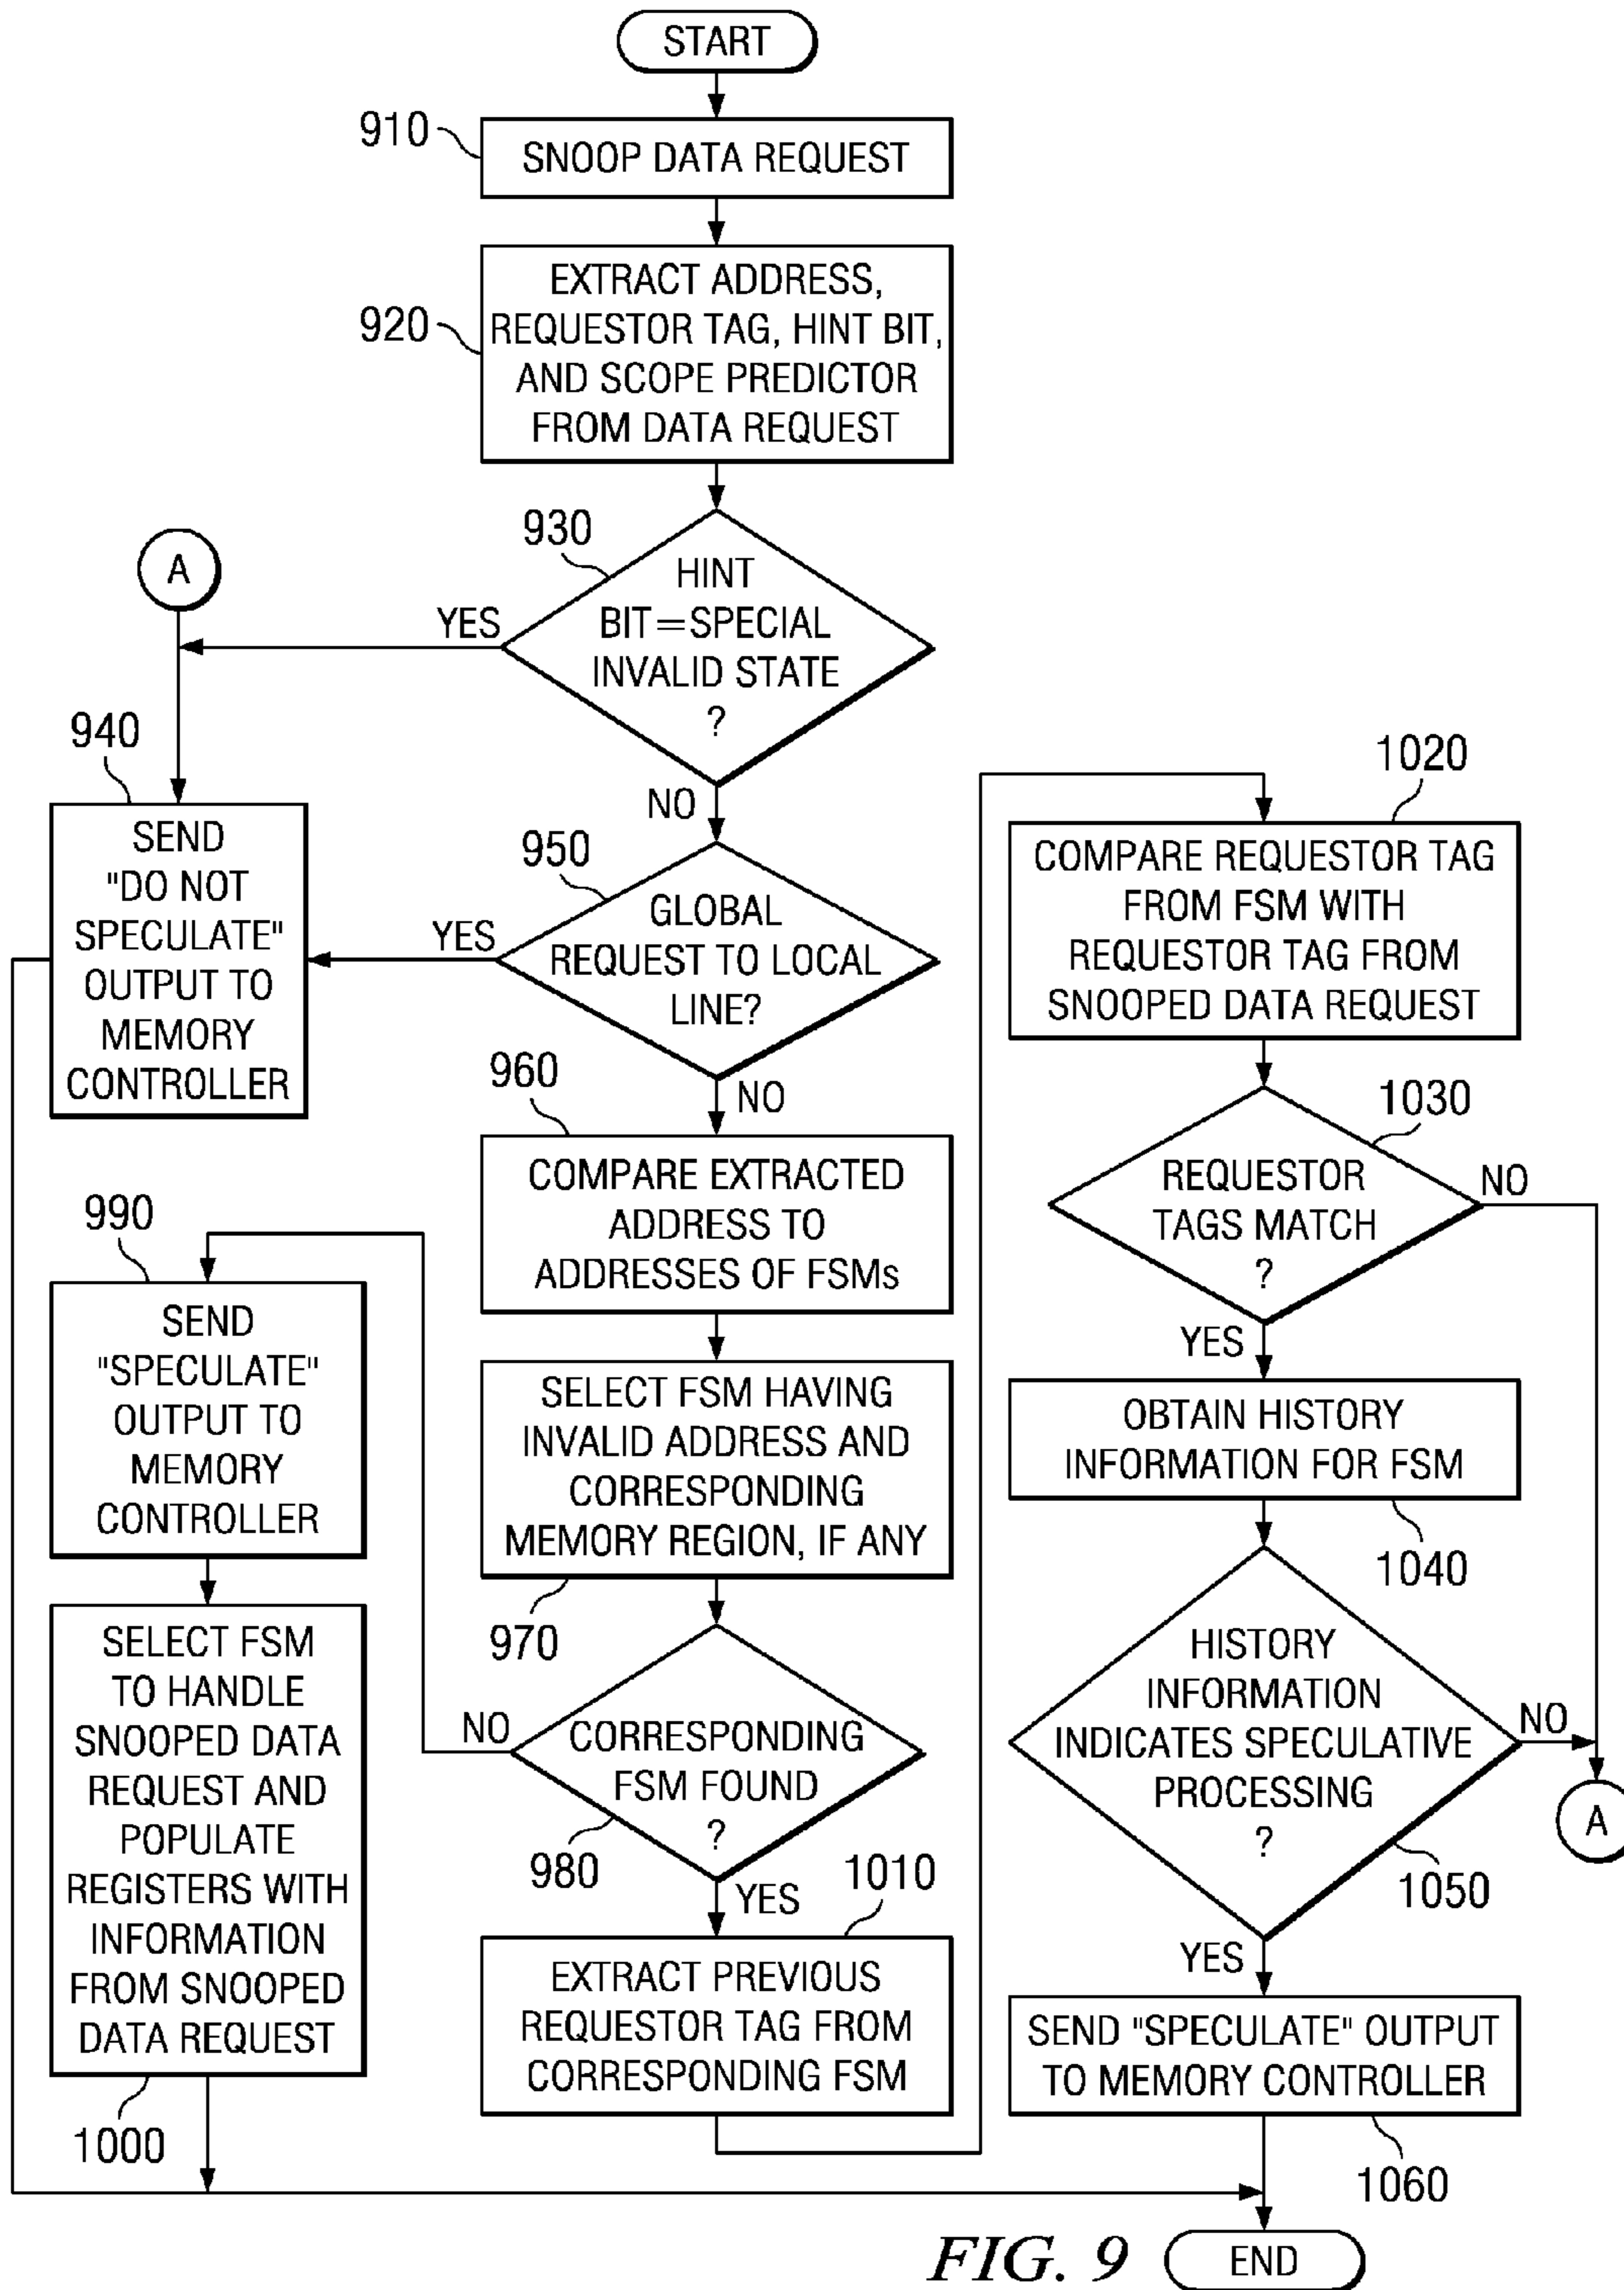 START
910
SNOOP DATA REQUEST
920
EXTRACT ADDRESS,
REQUESTOR TAG, HINT BIT,
AND SCOPE PREDICTOR
FROM DATA REQUEST
930
HINT
BIT=SPECIAL
INVALID STATE
?
YES
NO
A
940
SEND
"DO NOT
SPECULATE"
OUTPUT TO
MEMORY
CONTROLLER
950
GLOBAL
REQUEST TO LOCAL
LINE?
YES
NO
960
COMPARE EXTRACTED
ADDRESS TO
ADDRESSES OF FSMs
SELECT FSM HAVING
INVALID ADDRESS AND
CORRESPONDING
MEMORY REGION, IF ANY
970
CORRESPONDING
FSM FOUND
?
980
NO
YES
990
SEND
"SPECULATE"
OUTPUT TO
MEMORY
CONTROLLER
SELECT FSM
TO HANDLE
SNOOPED DATA
REQUEST AND
POPULATE
REGISTERS WITH
INFORMATION
FROM SNOOPED
DATA REQUEST
1000
1010
EXTRACT PREVIOUS
REQUESTOR TAG FROM
CORRESPONDING FSM
1020
COMPARE REQUESTOR TAG
FROM FSM WITH
REQUESTOR TAG FROM
SNOOPED DATA REQUEST
1030
REQUESTOR
TAGS MATCH
?
NO
YES
OBTAIN HISTORY
INFORMATION FOR FSM
1040
HISTORY
INFORMATION
INDICATES SPECULATIVE
PROCESSING
?
NO
A
1050
YES
SEND "SPECULATE" OUTPUT
TO MEMORY CONTROLLER
1060
END
FIG. 9